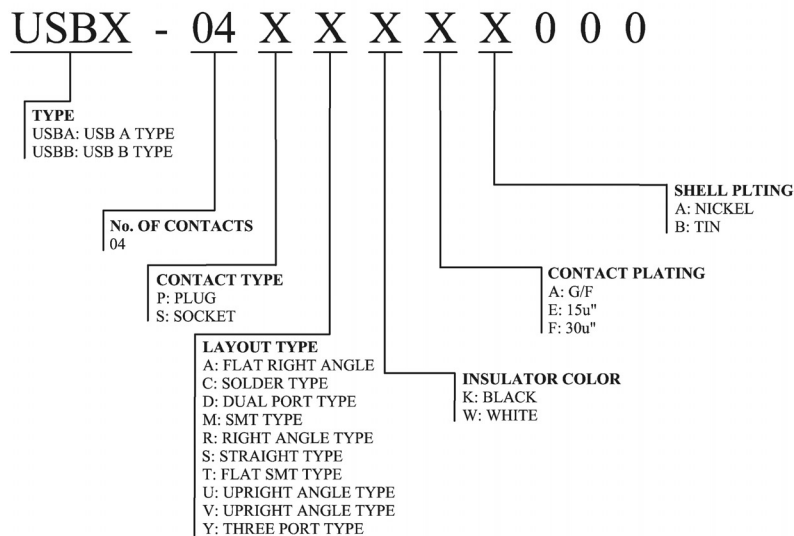 USBX - 04 X X X X X 0 0 0
TYPE
USBA: USB A TYPE
USBB: USB B TYPE
No. OF CONTACTS
04
CONTACT TYPE
P: PLUG
S: SOCKET
LAYOUT TYPE
A: FLAT RIGHT ANGLE
C: SOLDER TYPE
D: DUAL PORT TYPE
M: SMT TYPE
R: RIGHT ANGLE TYPE
S: STRAIGHT TYPE
T: FLAT SMT TYPE
U: UPRIGHT ANGLE TYPE
V: UPRIGHT ANGLE TYPE
Y: THREE PORT TYPE
INSULATOR COLOR
K: BLACK
W: WHITE
CONTACT PLATING
A: G/F
E: 15u"
F: 30u"
SHELL PLTING
A: NICKEL
B: TIN